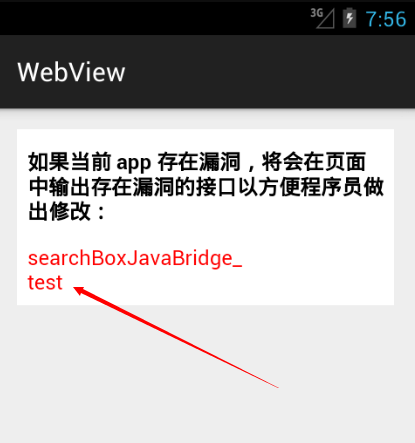 3G 7:56
WebView
如果当前 app 存在漏洞，将会在页面
中输出存在漏洞的接口以方便程序员做
出修改：
searchBoxJavaBridge_
test